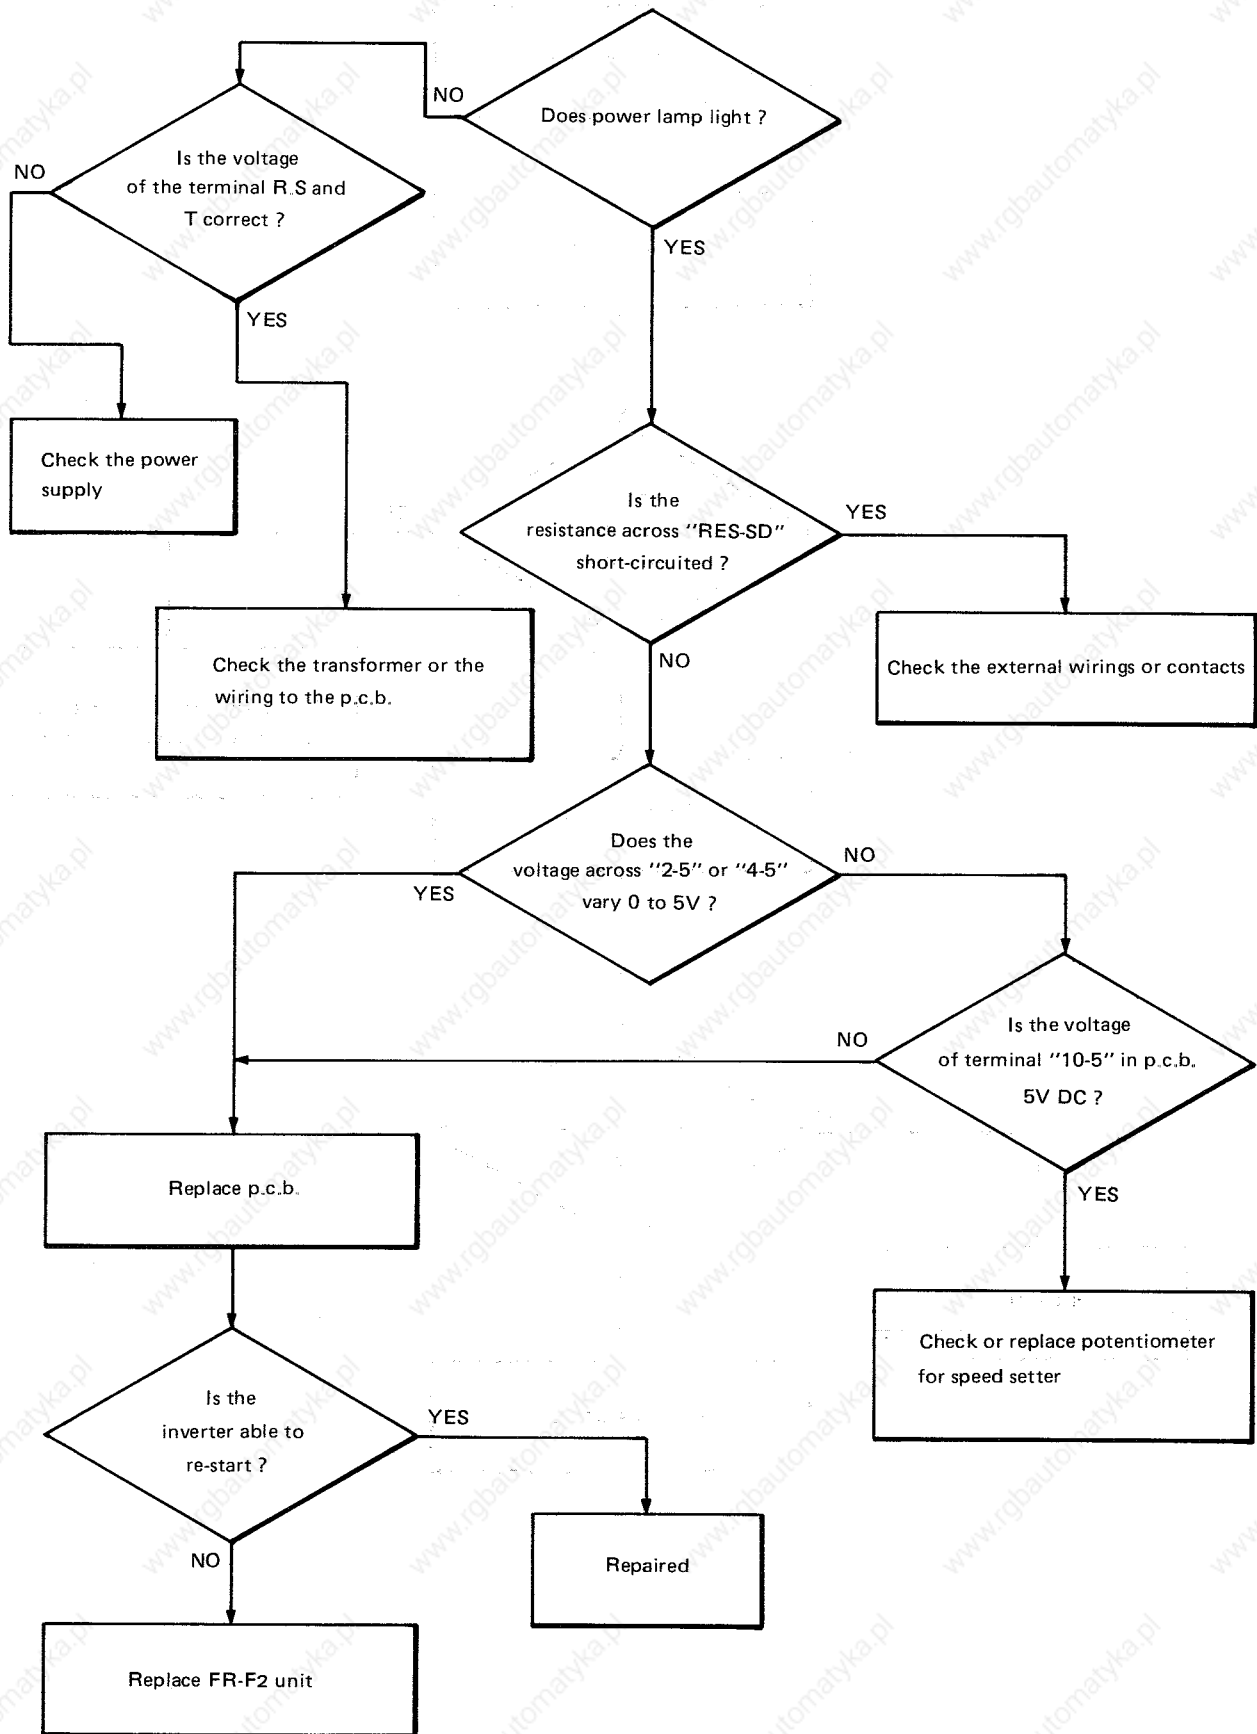 NO
Does power lamp light ?
Is the voltage
of the terminal R.S and
T correct ?
NO
YES
YES
Check the power
supply
Is the
resistance across "RES-SD"
short-circuited ?
YES
NO
Check the transformer or the
wiring to the p.c.b.
Check the external wirings or contacts
Does the
voltage across "2-5" or "4-5"
vary 0 to 5V ?
YES
NO
Is the voltage
of terminal "10-5" in p.c.b.
5V DC ?
NO
YES
Replace p.c.b.
Check or replace potentiometer
for speed setter
Is the
inverter able to
re-start ?
YES
NO
Repaired
Replace FR-F2 unit
www.rgbautomatyka.pl